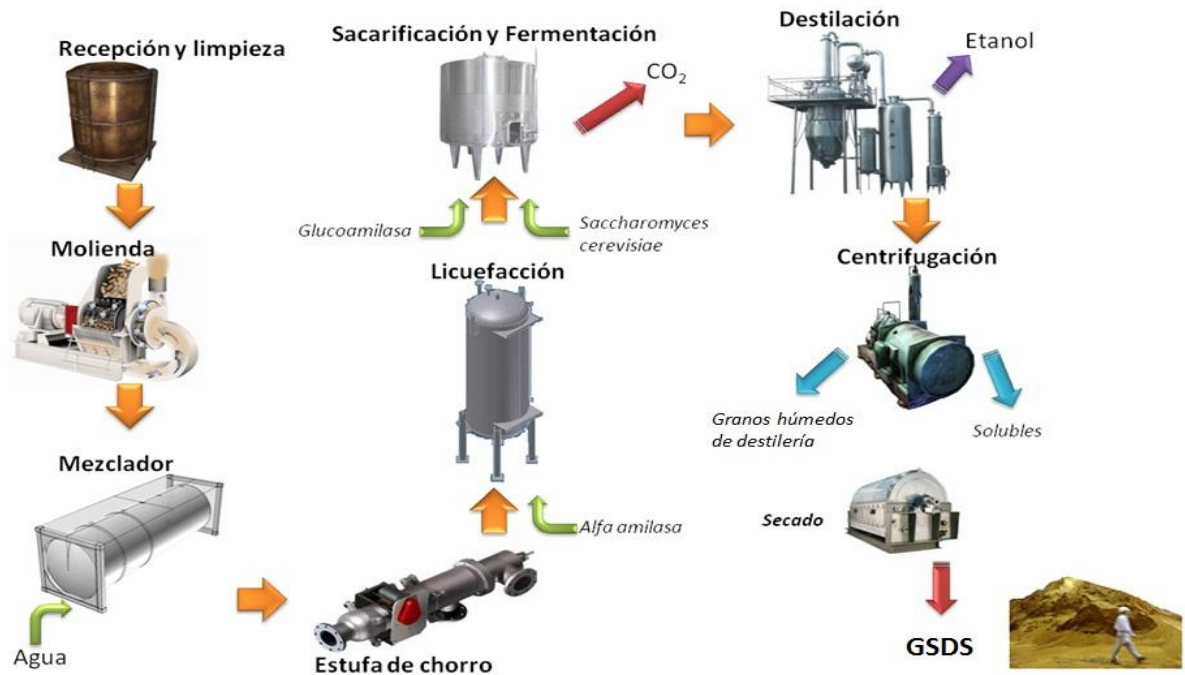 Recepción y limpieza
Molienda
Mezclador
Agua
Estufa de chorro
Alfa amilasa
Licuefacción
Glucoamilasa
Saccharomyces
cerevisiae
Sacarificación y Fermentación
CO₂
Destilación
Etanol
Centrifugación
Granos húmedos
de destilería
Solubles
Secado
GSDS